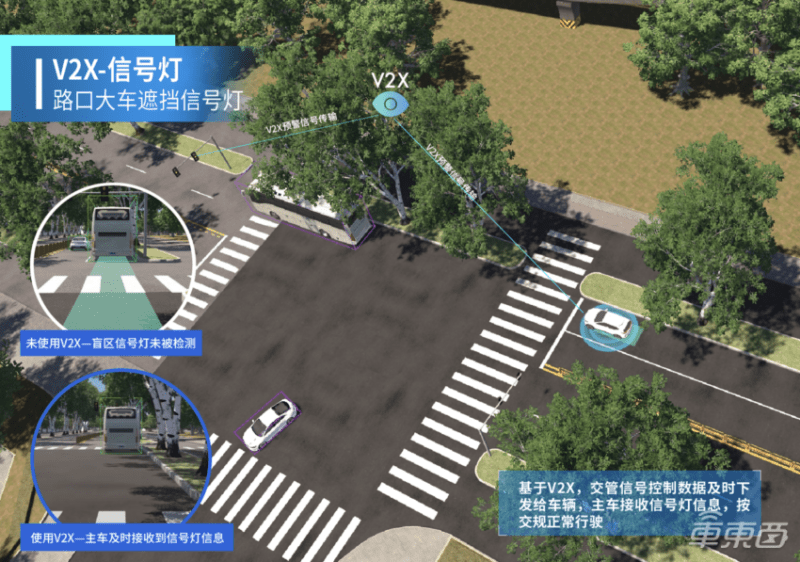 V2X-信号灯
路口大车遮挡信号灯
V2X
V2X预警信号传输
V2X预警信号传输
未使用V2X—盲区信号灯未被检测
使用V2X—主车及时接收到信号灯信息
基于V2X，交管信号控制数据及时下
发给车辆，主车接收信号灯信息，按
交规正常行驶
車东西